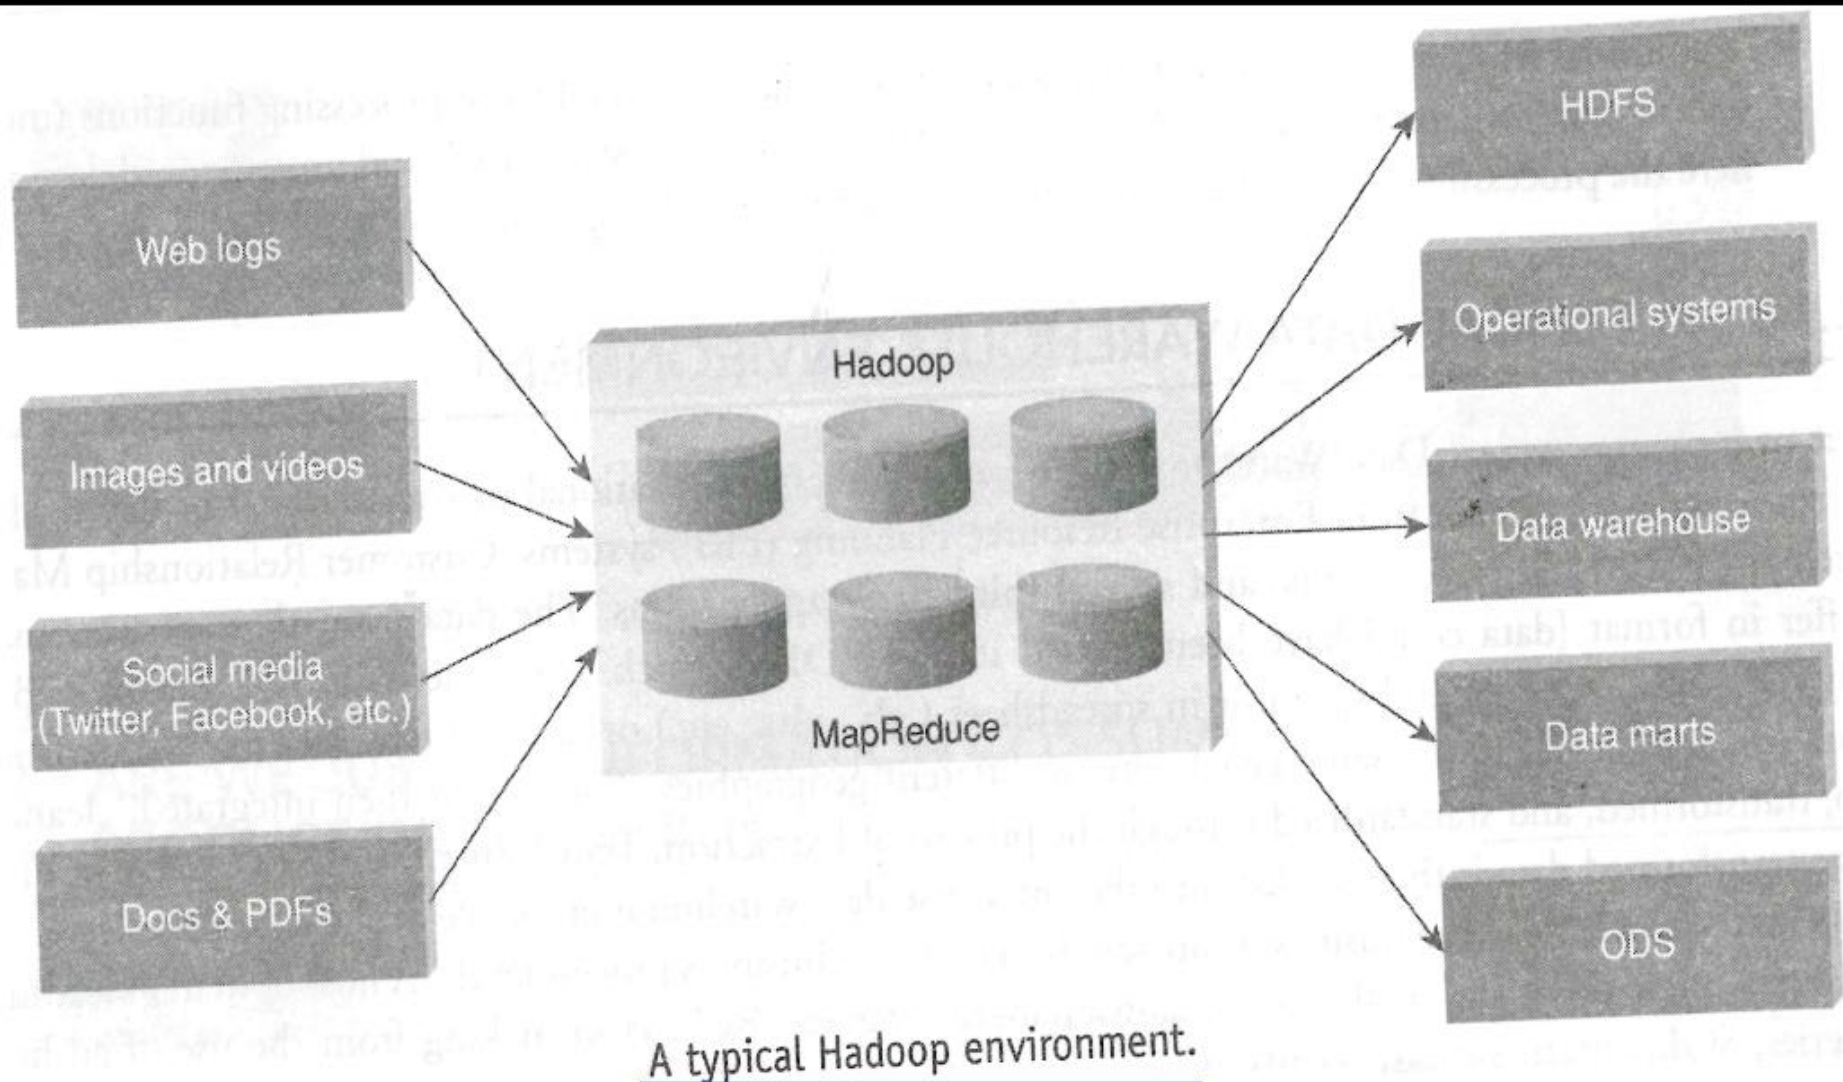 Web logs
Images and videos
Social media
(Twitter, Facebook, etc.)
Docs & PDFs
Hadoop
MapReduce
HDFS
Operational systems
Data warehouse
Data marts
ODS
A typical Hadoop environment.